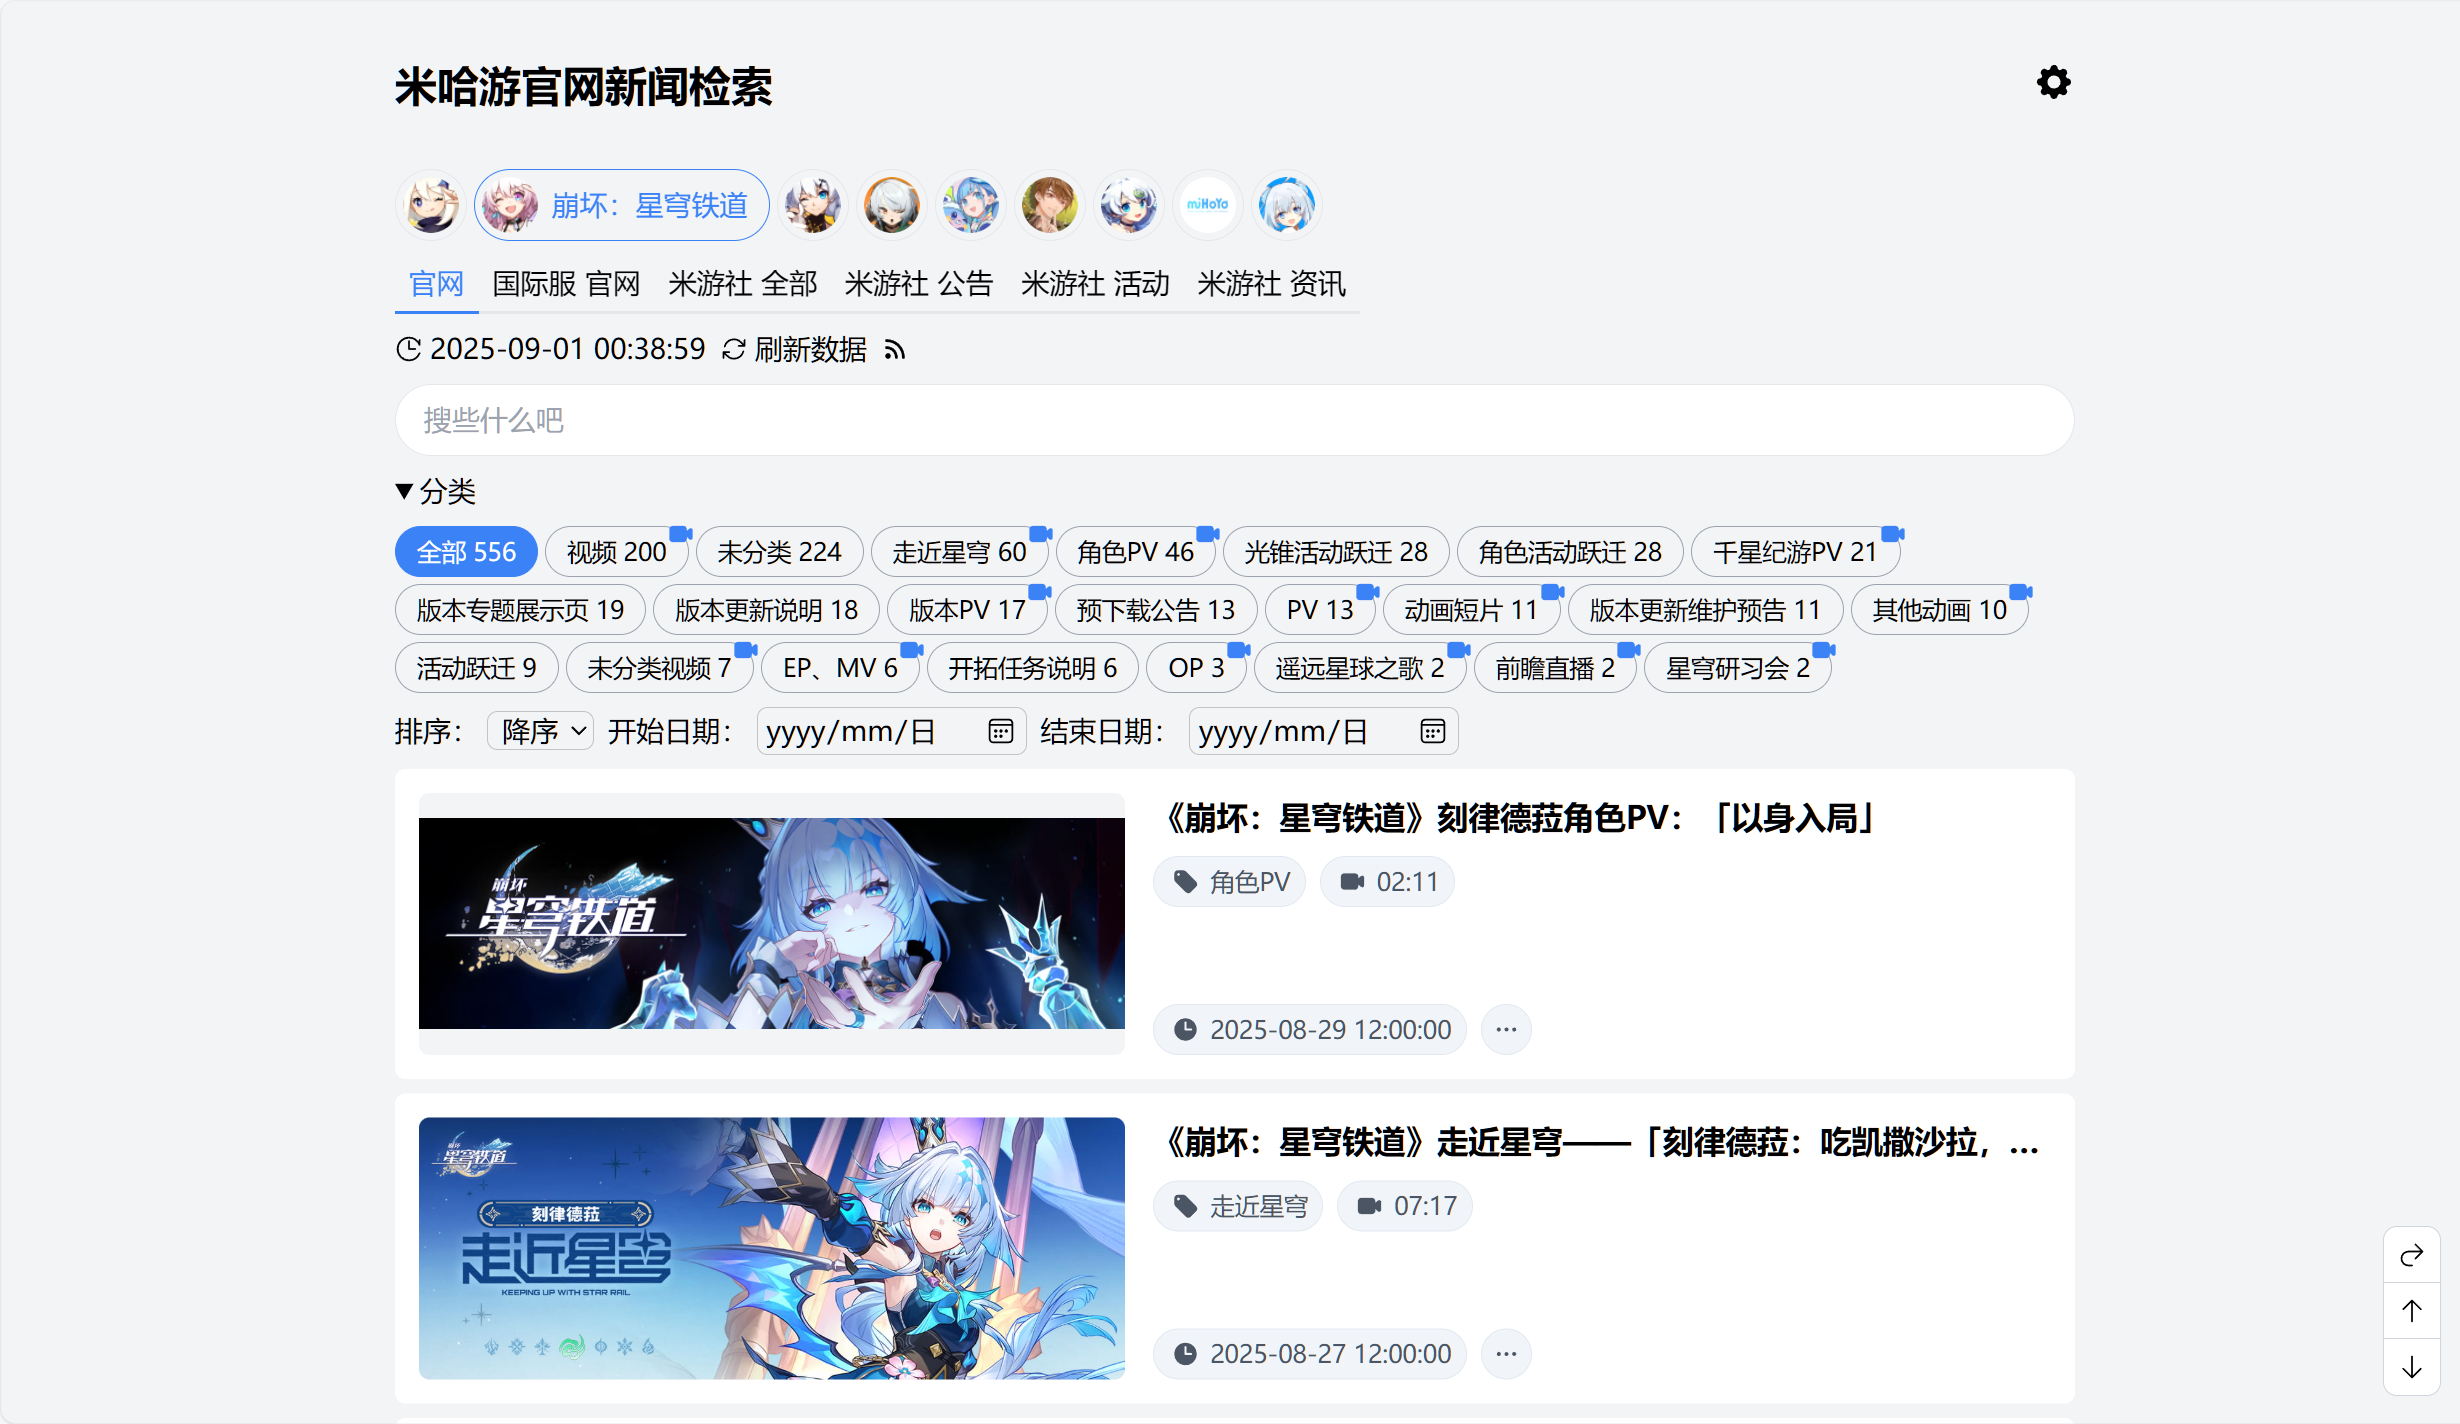 米哈游官网新闻检索
崩坏：星穹铁道
miHoYo
官网 国际服 官网 米游社 全部 米游社 公告 米游社 活动 米游社 资讯
2025-09-01 00:38:59 刷新数据
搜些什么吧
▼分类
全部 556 视频 200 未分类 224 走近星穹 60 角色PV 46 光锥活动跃迁 28 角色活动跃迁 28 千星纪游PV 21
版本专题展示页 19 版本更新说明 18 版本PV 17 预下载公告 13 PV 13 动画短片 11 版本更新维护预告 11 其他动画 10
活动跃迁 9 未分类视频 7 EP、MV 6 开拓任务说明 6 OP 3 遥远星球之歌 2 前瞻直播 2 星穹研习会 2
排序： 降序 开始日期： yyyy/mm/日 结束日期： yyyy/mm/日
崩坏
星穹铁道
《崩坏：星穹铁道》刻律德菈角色PV：「以身入局」
角色PV 02:11
2025-08-29 12:00:00 ···
崩坏
星穹铁道
刻律德菈
走近星穹
KEEPING UP WITH STAR RAIL
《崩坏：星穹铁道》走近星穹——「刻律德菈：吃凯撒沙拉，...
走近星穹 07:17
2025-08-27 12:00:00 ···